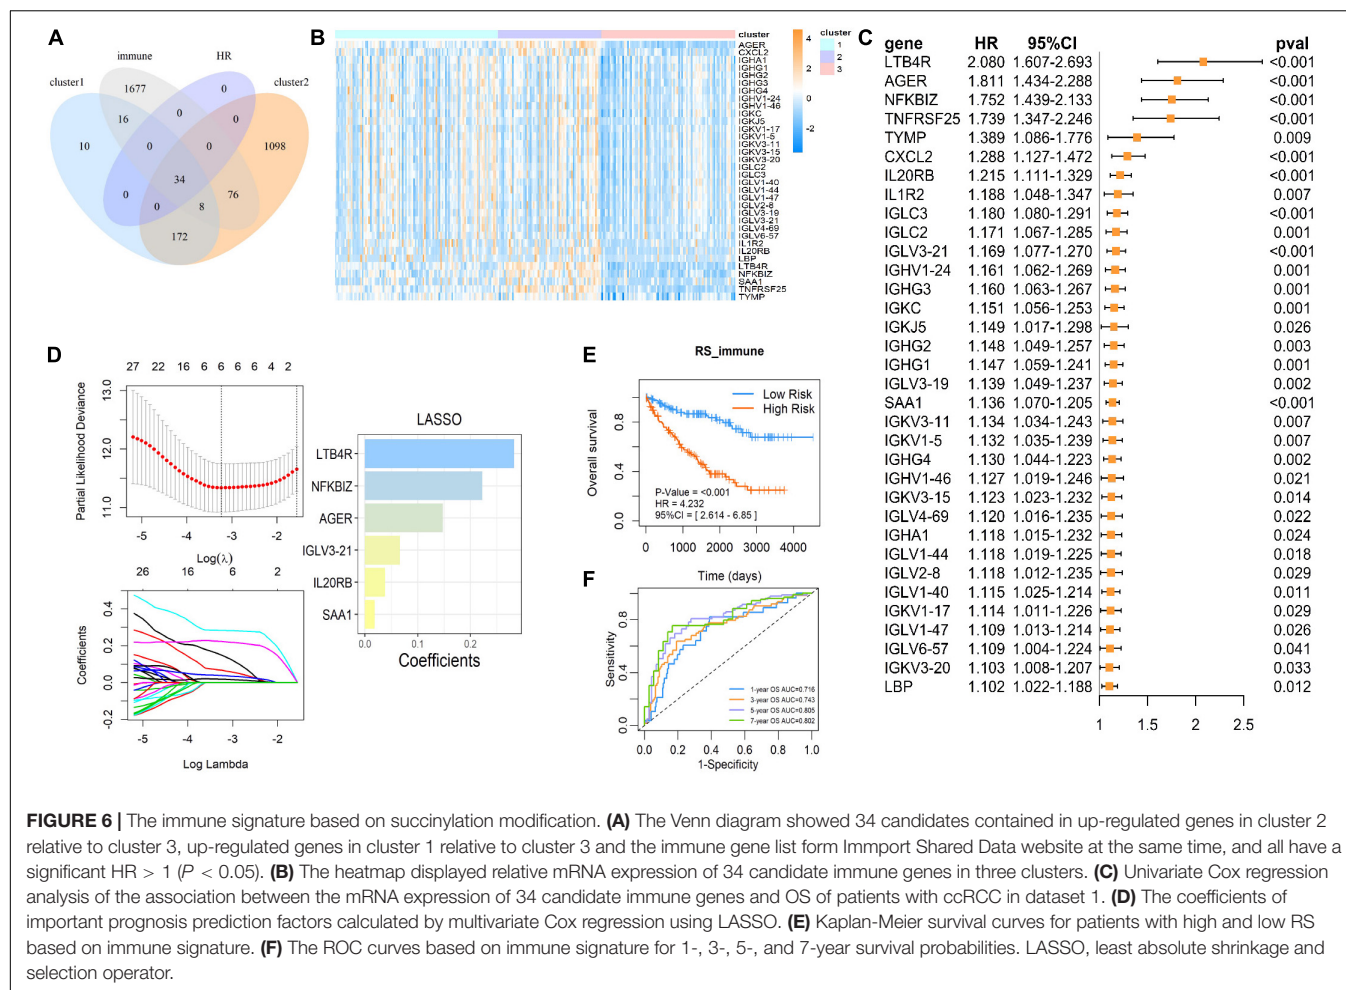 A
immune
HR
cluster1
cluster2
1677
0
16
0
0
10
0
0
1098
34
0
76
0
8
172
B
cluster
AGER
CXCL2
IGHA1
IGHG1
IGHG2
IGHG3
IGHG4
IGHV1-24
IGHV1-46
IGKC
IGKJ5
IGKV1-17
IGKV1-5
IGKV3-11
IGKV3-15
IGKV3-20
IGLC2
IGLC3
IGLV1-40
IGLV1-44
IGLV1-47
IGLV2-8
IGLV3-19
IGLV3-21
IGLV4-69
IGLV6-57
IL1R2
IL20RB
LBP
LTB4R
NFKBIZ
SAA1
TNFRSF25
TYMP
4
2
0
-2
cluster
1
2
3
C
gene HR 95%CI pval
LTB4R 2.080 1.607-2.693 <0.001
AGER 1.811 1.434-2.288 <0.001
NFKBIZ 1.752 1.439-2.133 <0.001
TNFRSF25 1.739 1.347-2.246 <0.001
TYMP 1.389 1.086-1.776 0.009
CXCL2 1.288 1.127-1.472 <0.001
IL20RB 1.215 1.111-1.329 <0.001
IL1R2 1.188 1.048-1.347 0.007
IGLC3 1.180 1.080-1.291 <0.001
IGLC2 1.171 1.067-1.285 0.001
IGLV3-21 1.169 1.077-1.270 <0.001
IGHV1-24 1.161 1.062-1.269 0.001
IGHG3 1.160 1.063-1.267 0.001
IGKC 1.151 1.056-1.253 0.001
IGKJ5 1.149 1.017-1.298 0.026
IGHG2 1.148 1.049-1.257 0.003
IGHG1 1.147 1.059-1.241 0.001
IGLV3-19 1.139 1.049-1.237 0.002
SAA1 1.136 1.070-1.205 <0.001
IGKV3-11 1.134 1.034-1.243 0.007
IGKV1-5 1.132 1.035-1.239 0.007
IGHG4 1.130 1.044-1.223 0.002
IGHV1-46 1.127 1.019-1.246 0.021
IGKV3-15 1.123 1.023-1.232 0.014
IGLV4-69 1.120 1.016-1.235 0.022
IGHA1 1.118 1.015-1.232 0.024
IGLV1-44 1.118 1.019-1.225 0.018
IGLV2-8 1.118 1.012-1.235 0.029
IGLV1-40 1.115 1.025-1.214 0.011
IGKV1-17 1.114 1.011-1.226 0.029
IGLV1-47 1.109 1.013-1.214 0.026
IGLV6-57 1.109 1.004-1.224 0.041
IGKV3-20 1.103 1.008-1.207 0.033
LBP 1.102 1.022-1.188 0.012
1 1.5 2 2.5
D
27 22 16 6 6 6 6 4 2
Partial Likelihood Deviance
13.0
12.0
11.0
-5 -4 -3 -2
Log(λ)
26 16 6 2
Coefficients
0.4
0.2
0.0
-0.2
-5 -4 -3 -2 -1
Log Lambda
LASSO
LTB4R
NFKBIZ
AGER
IGLV3-21
IL20RB
SAA1
0.0 0.1 0.2
Coefficients
E
RS_immune
Overall survival
0.8
0.4
0
Low Risk
High Risk
P-Value = <0.001
HR = 4.232
95%CI = [ 2.614 - 6.85 ]
0 1000 2000 3000 4000
Time (days)
F
Sensitivity
0.8
0.4
0.0
1-year OS AUC=0.716
3-year OS AUC=0.743
5-year OS AUC=0.805
7-year OS AUC=0.802
0.0 0.2 0.4 0.6 0.8 1.0
1-Specificity
FIGURE 6 | The immune signature based on succinylation modification. (A) The Venn diagram showed 34 candidates contained in up-regulated genes in cluster 2
relative to cluster 3, up-regulated genes in cluster 1 relative to cluster 3 and the immune gene list form Immport Shared Data website at the same time, and all have a
significant HR > 1 (P < 0.05). (B) The heatmap displayed relative mRNA expression of 34 candidate immune genes in three clusters. (C) Univariate Cox regression
analysis of the association between the mRNA expression of 34 candidate immune genes and OS of patients with ccRCC in dataset 1. (D) The coefficients of
important prognosis prediction factors calculated by multivariate Cox regression using LASSO. (E) Kaplan-Meier survival curves for patients with high and low RS
based on immune signature. (F) The ROC curves based on immune signature for 1-, 3-, 5-, and 7-year survival probabilities. LASSO, least absolute shrinkage and
selection operator.